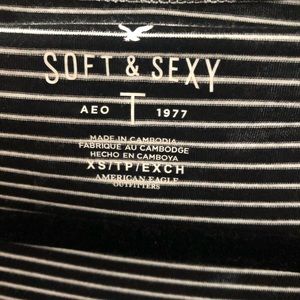 SOFT & SEXY
AEO T 1977
MADE IN CAMBODIA
FABRIQUE AU CAMBODGE
HECHO EN CAMBOYA
XS/TP/EXCH
AMERICAN EAGLE
OUTFITTERS